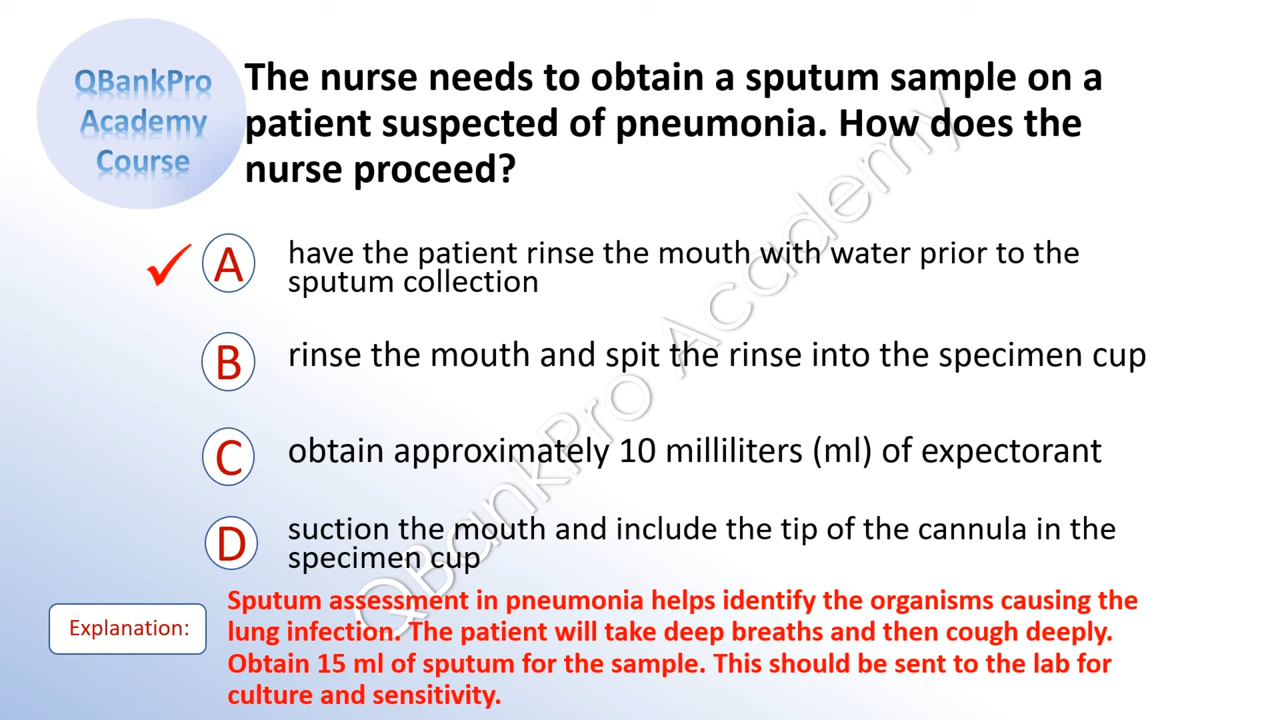 QBankPro
Academy
Course
The nurse needs to obtain a sputum sample on a
patient suspected of pneumonia. How does the
nurse proceed?
A
have the patient rinse the mouth with water prior to the
sputum collection
B
rinse the mouth and spit the rinse into the specimen cup
C
obtain approximately 10 milliliters (ml) of expectorant
D
suction the mouth and include the tip of the cannula in the
specimen cup
Explanation:
Sputum assessment in pneumonia helps identify the organisms causing the
lung infection. The patient will take deep breaths and then cough deeply.
Obtain 15 ml of sputum for the sample. This should be sent to the lab for
culture and sensitivity.
QBankPro Academy